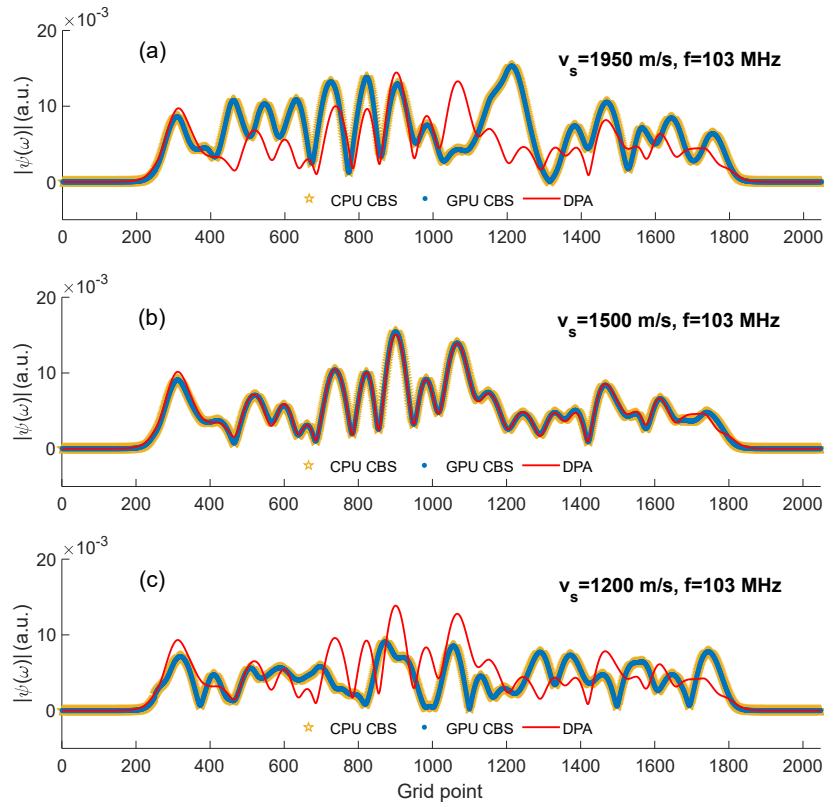 ×10⁻³
(a)
v_s=1950 m/s, f=103 MHz
20
10
0
|ψ(ω)| (a.u.)
CPU CBS GPU CBS DPA
0 200 400 600 800 1000 1200 1400 1600 1800 2000
×10⁻³
(b)
v_s=1500 m/s, f=103 MHz
20
10
0
|ψ(ω)| (a.u.)
CPU CBS GPU CBS DPA
0 200 400 600 800 1000 1200 1400 1600 1800 2000
×10⁻³
(c)
v_s=1200 m/s, f=103 MHz
20
10
0
|ψ(ω)| (a.u.)
CPU CBS GPU CBS DPA
0 200 400 600 800 1000 1200 1400 1600 1800 2000
Grid point